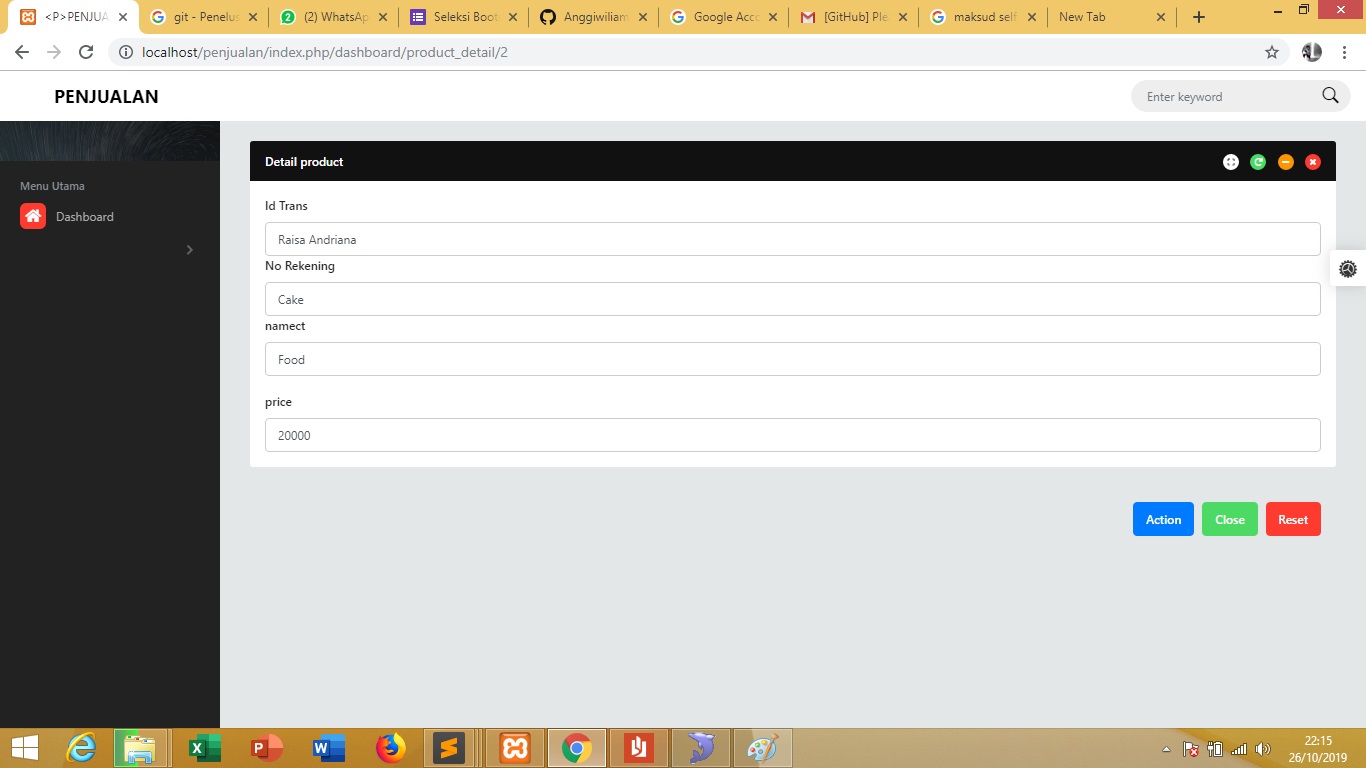 <P>PENJUA
git - Penelus
(2) WhatsAp
Seleksi Boot
Anggiwiliam
Google Acco
[GitHub] Ple
maksud self
New Tab
localhost/penjualan/index.php/dashboard/product_detail/2
PENJUALAN
Enter keyword
Menu Utama
Dashboard
Detail product
Id Trans
Raisa Andriana
No Rekening
Cake
namect
Food
price
20000
Action
Close
Reset
22:15
26/10/2019